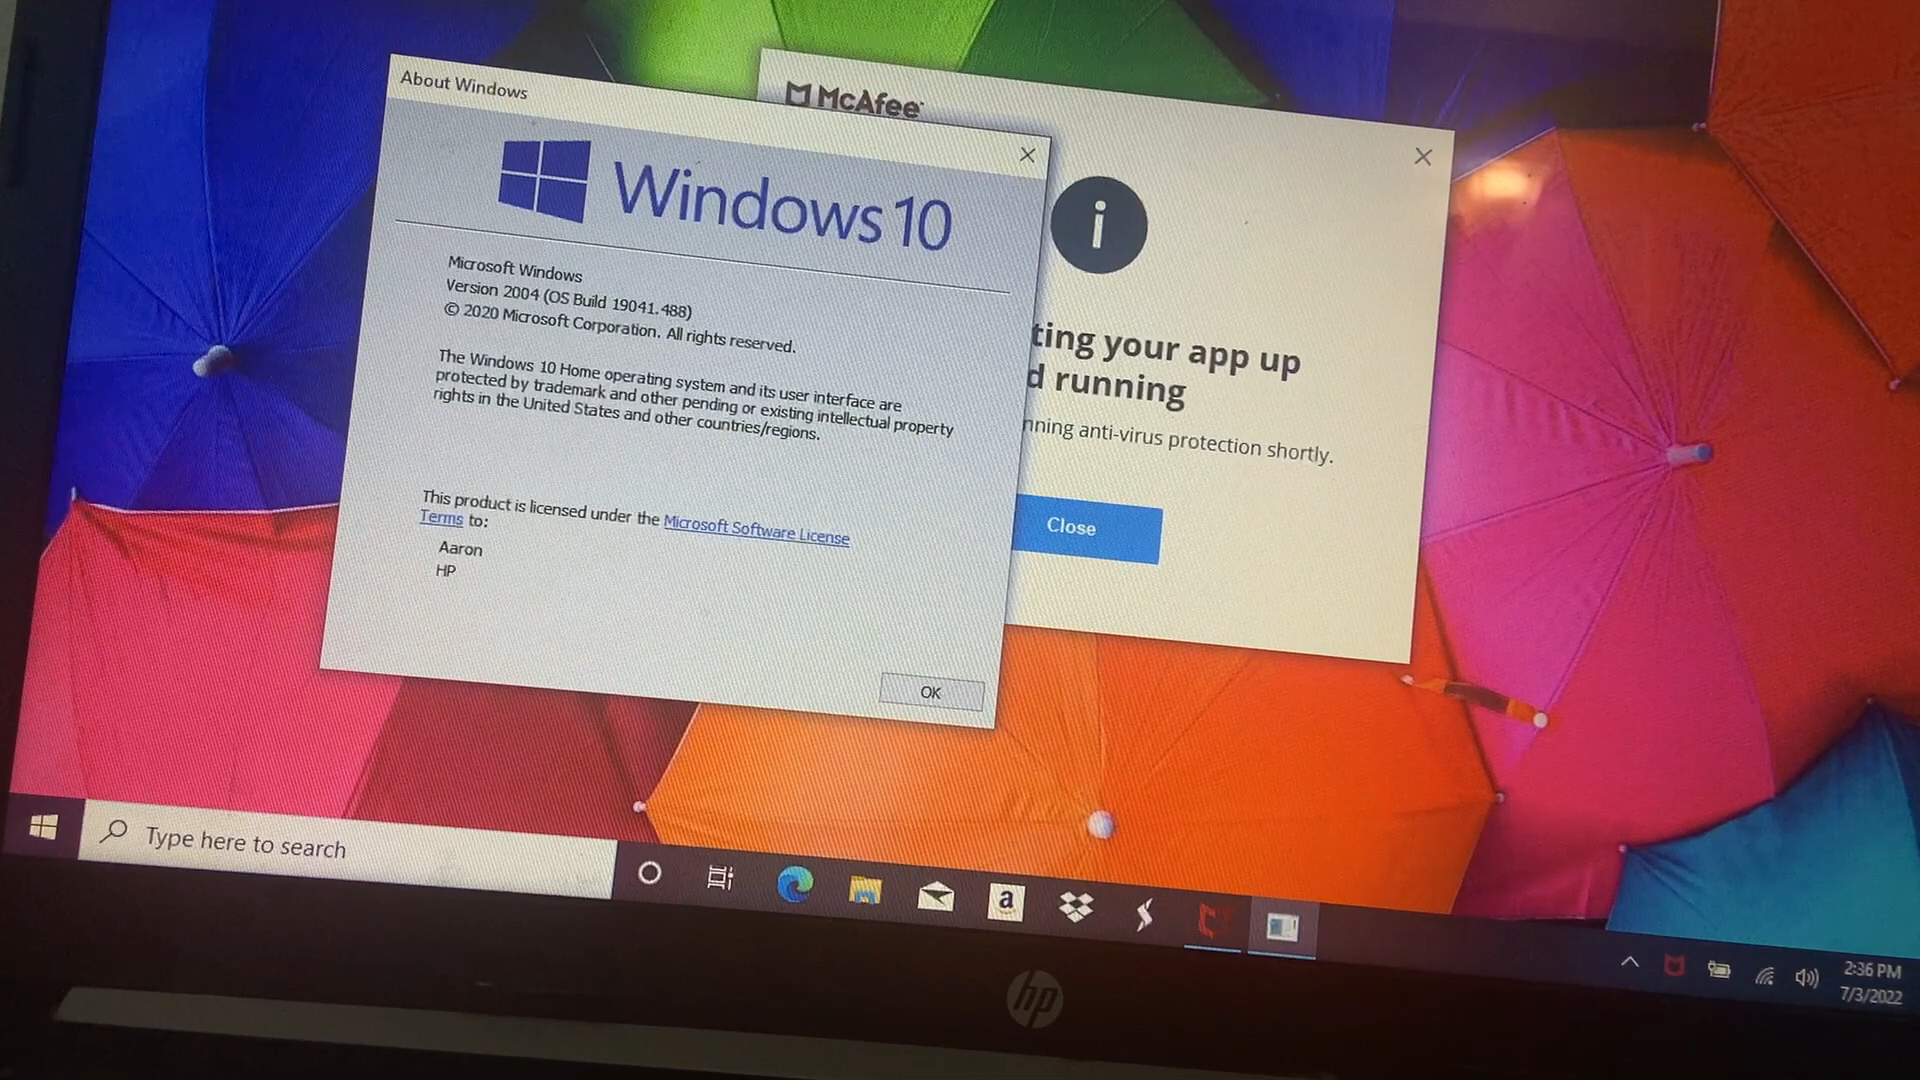 About Windows
McAfee
Windows 10
Microsoft Windows
Version 2004 (OS Build 19041.488)
© 2020 Microsoft Corporation. All rights reserved.
The Windows 10 Home operating system and its user interface are
protected by trademark and other pending or existing intellectual property
rights in the United States and other countries/regions.
This product is licensed under the Microsoft Software License
Terms to:
Aaron
HP
OK
ting your app up
d running
nning anti-virus protection shortly.
Close
Type here to search
a
2:36 PM
7/3/2022
hp